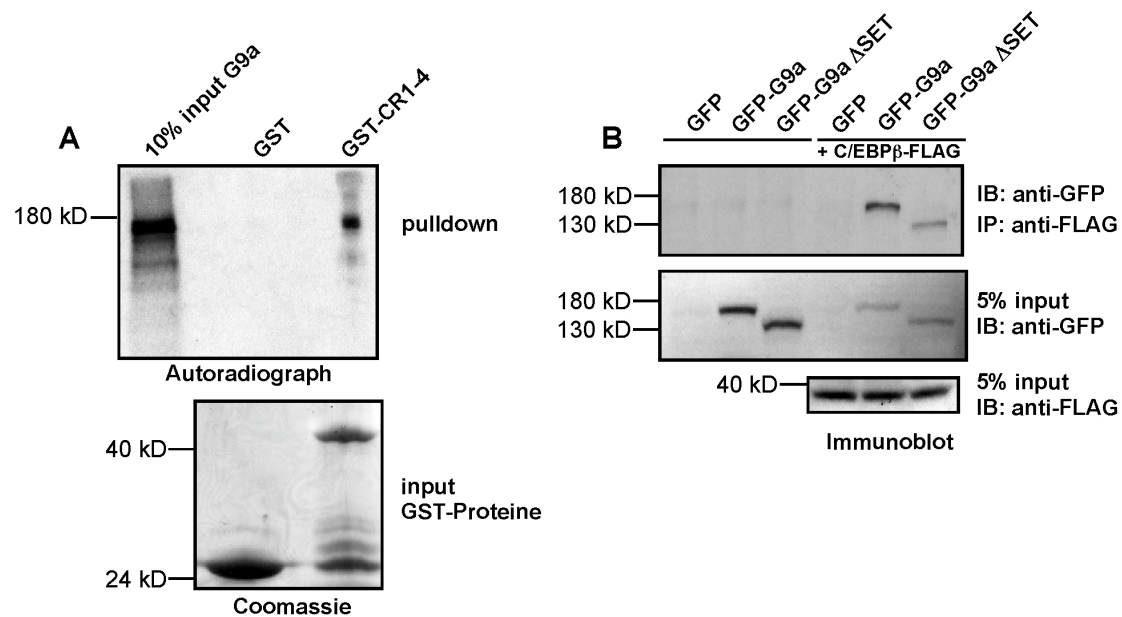 A
10% input G9a
GST
GST-CR1-4
180 kD
pulldown
Autoradiograph
40 kD
24 kD
input
GST-Proteine
Coomassie
B
GFP
GFP-G9a
GFP-G9a ΔSET
GFP
GFP-G9a
GFP-G9a ΔSET
+ C/EBPβ-FLAG
180 kD
130 kD
IB: anti-GFP
IP: anti-FLAG
180 kD
130 kD
5% input
IB: anti-GFP
40 kD
5% input
IB: anti-FLAG
Immunoblot